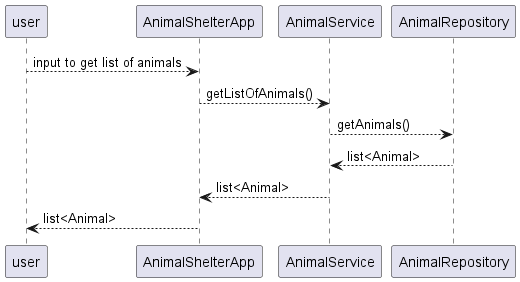 user AnimalShelterApp AnimalService AnimalRepository
input to get list of animals
getListOfAnimals()
getAnimals()
list<Animal>
list<Animal>
list<Animal>
user AnimalShelterApp AnimalService AnimalRepository